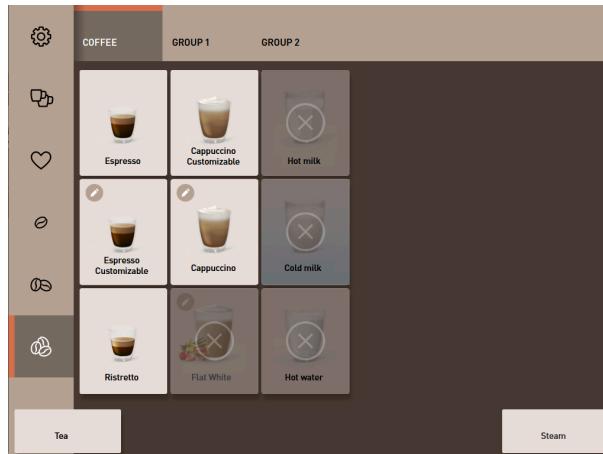 COFFEE
GROUP 1
GROUP 2
Espresso
Cappuccino
Customizable
Hot milk
Espresso
Customizable
Cappuccino
Cold milk
Ristretto
Flat White
Hot water
Tea
Steam